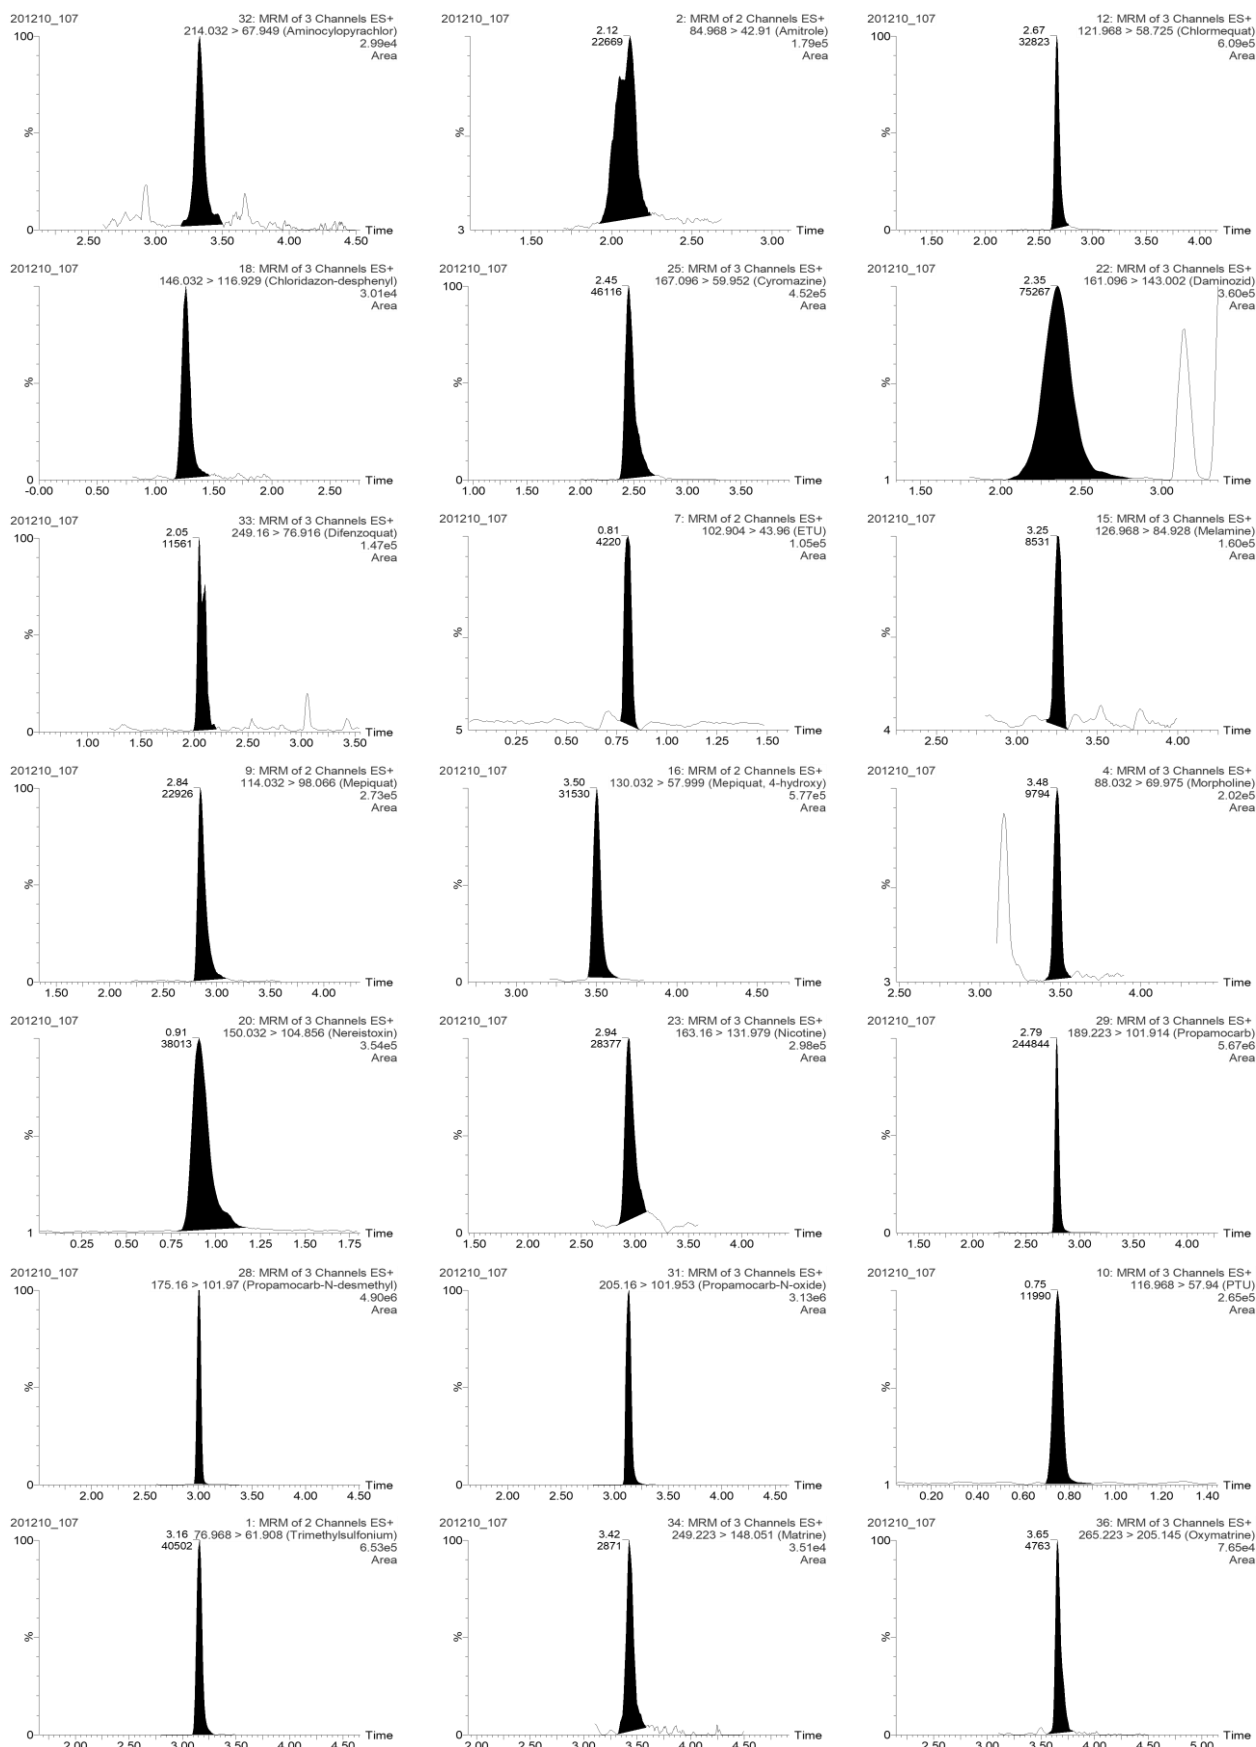 201210_107
32: MRM of 3 Channels ES+
214.032 > 67.949 (Aminocylopyrachlor)
2.99e4
Area
100
%
0
2.50 3.00 3.50 4.00 4.50
Time
201210_107
2: MRM of 2 Channels ES+
84.968 > 42.91 (Amitrole)
1.79e5
Area
2.12
22669
%
3
1.50 2.00 2.50 3.00
Time
201210_107
12: MRM of 3 Channels ES+
121.968 > 58.725 (Chlormequat)
6.09e5
Area
2.67
32823
100
%
0
1.50 2.00 2.50 3.00 3.50 4.00
Time
201210_107
18: MRM of 3 Channels ES+
146.032 > 116.929 (Chloridazon-desphenyl)
3.01e4
Area
%
0
-0.00 0.50 1.00 1.50 2.00 2.50
Time
201210_107
25: MRM of 3 Channels ES+
167.096 > 59.952 (Cyromazine)
4.52e5
Area
2.45
46116
100
%
0
1.00 1.50 2.00 2.50 3.00 3.50
Time
201210_107
22: MRM of 3 Channels ES+
161.096 > 143.002 (Daminozid)
3.60e5
Area
2.35
75267
100
%
1
1.50 2.00 2.50 3.00
Time
201210_107
33: MRM of 3 Channels ES+
249.16 > 76.916 (Difenzoquat)
1.47e5
Area
2.05
11561
100
%
0
1.00 1.50 2.00 2.50 3.00 3.50
Time
201210_107
7: MRM of 2 Channels ES+
102.904 > 43.96 (ETU)
1.05e5
Area
0.81
4220
%
5
0.25 0.50 0.75 1.00 1.25 1.50
Time
201210_107
15: MRM of 3 Channels ES+
126.968 > 84.928 (Melamine)
1.60e5
Area
3.25
8531
%
4
2.50 3.00 3.50 4.00
Time
201210_107
9: MRM of 2 Channels ES+
114.032 > 98.066 (Mepiquat)
2.73e5
Area
2.84
22926
100
%
0
1.50 2.00 2.50 3.00 3.50 4.00
Time
201210_107
16: MRM of 2 Channels ES+
130.032 > 57.999 (Mepiquat, 4-hydroxy)
5.77e5
Area
3.50
31530
100
%
0
3.00 3.50 4.00 4.50
Time
201210_107
4: MRM of 3 Channels ES+
88.032 > 69.975 (Morpholine)
2.02e5
Area
3.48
9794
%
3
2.50 3.00 3.50 4.00
Time
201210_107
20: MRM of 3 Channels ES+
150.032 > 104.856 (Nereistoxin)
3.54e5
Area
0.91
38013
%
1
0.25 0.50 0.75 1.00 1.25 1.50 1.75
Time
201210_107
23: MRM of 3 Channels ES+
163.16 > 131.979 (Nicotine)
2.98e5
Area
2.94
28377
%
0
1.50 2.00 2.50 3.00 3.50 4.00
Time
201210_107
29: MRM of 3 Channels ES+
189.223 > 101.914 (Propamocarb)
5.67e6
Area
2.79
244844
%
0
1.50 2.00 2.50 3.00 3.50 4.00
Time
201210_107
28: MRM of 3 Channels ES+
175.16 > 101.97 (Propamocarb-N-desmethyl)
4.90e6
Area
100
%
0
2.00 2.50 3.00 3.50 4.00 4.50
Time
201210_107
31: MRM of 3 Channels ES+
205.16 > 101.953 (Propamocarb-N-oxide)
3.13e6
Area
100
%
0
2.00 2.50 3.00 3.50 4.00 4.50
Time
201210_107
10: MRM of 3 Channels ES+
116.968 > 57.94 (PTU)
2.65e5
Area
0.75
11990
100
%
1
0.20 0.40 0.60 0.80 1.00 1.20 1.40
Time
201210_107
1: MRM of 2 Channels ES+
76.968 > 61.908 (Trimethylsulfonium)
6.53e5
Area
3.16
40502
100
%
0
2.00 2.50 3.00 3.50 4.00 4.50
Time
201210_107
34: MRM of 3 Channels ES+
249.223 > 148.051 (Matrine)
3.51e4
Area
3.42
2871
100
%
0
2.00 2.50 3.00 3.50 4.00 4.50
Time
201210_107
36: MRM of 3 Channels ES+
265.223 > 205.145 (Oxymatrine)
7.65e4
Area
3.65
4763
100
%
0
2.50 3.00 3.50 4.00 4.50 5.00
Time